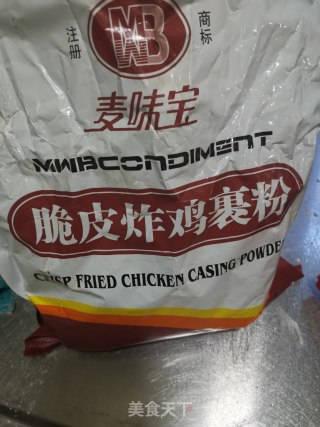 注册
MWB
商标
麦味宝
MWBCONDIMENT
脆皮炸鸡裹粉
CRISP FRIED CHICKEN CASING POWDER
美食天下